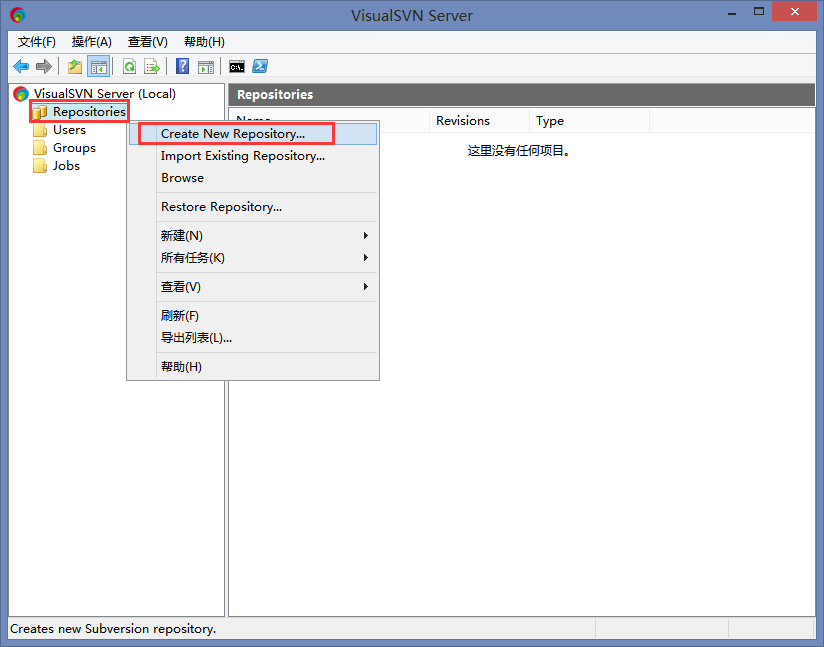 VisualSVN Server
文件(F) 操作(A) 查看(V) 帮助(H)
C:\.
VisualSVN Server (Local)
Repositories
Users
Groups
Jobs
Repositories
Name Revisions Type
这里没有任何项目。
Create New Repository...
Import Existing Repository...
Browse
Restore Repository...
新建(N)
所有任务(K)
查看(V)
刷新(F)
导出列表(L)...
帮助(H)
Creates new Subversion repository.